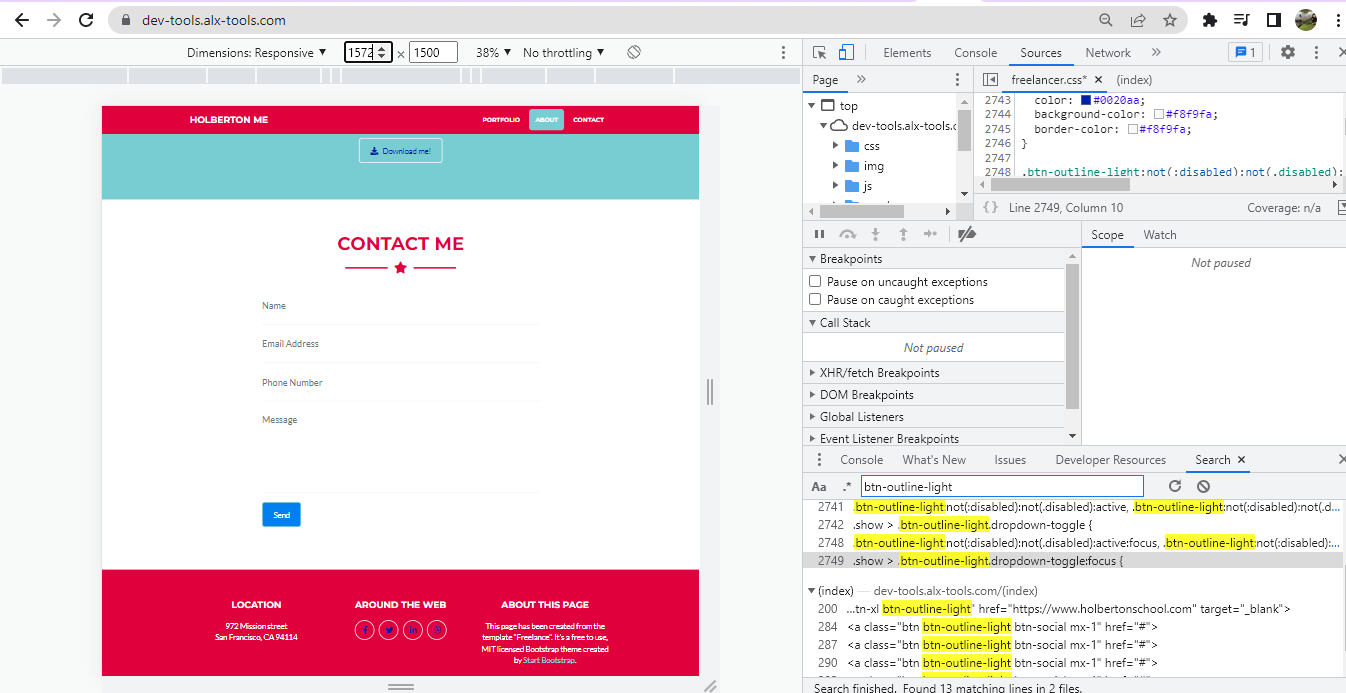 dev-tools.alx-tools.com
Dimensions: Responsive ▼ 1572 × 1500 38% ▼ No throttling ▼
Elements Console Sources Network » 1
HOLBERTON ME PORTFOLIO ABOUT CONTACT
Download me!
CONTACT ME
Name
Email Address
Phone Number
Message
Send
LOCATION
972 Mission street
San Francisco, CA 94114
AROUND THE WEB
ABOUT THIS PAGE
This page has been created from the
template "Freelance". It's a free to use,
MIT licensed Bootstrap theme created
by Start Bootstrap.
Page »
top
dev-tools.alx-tools.c
css
img
js
freelancer.css* × (index)
2743 color: #0020aa;
2744 background-color: #f8f9fa;
2745 border-color: #f8f9fa;
2746 }
2747
2748 .btn-outline-light:not(:disabled):not(.disabled):
{} Line 2749, Column 10 Coverage: n/a
Breakpoints
Pause on uncaught exceptions
Pause on caught exceptions
Call Stack
Not paused
XHR/fetch Breakpoints
DOM Breakpoints
Global Listeners
Event Listener Breakpoints
Scope Watch
Not paused
Console What's New Issues Developer Resources Search ×
Aa .* btn-outline-light
2741 .btn-outline-light:not(:disabled):not(.disabled):active, .btn-outline-light:not(:disabled):not(.d...
2742 .show > .btn-outline-light.dropdown-toggle {
2748 .btn-outline-light:not(:disabled):not(.disabled):active:focus, .btn-outline-light:not(:disabled):...
2749 .show > .btn-outline-light.dropdown-toggle:focus {
(index) — dev-tools.alx-tools.com/(index)
200 ...tn-xl btn-outline-light" href="https://www.holbertonschool.com" target="_blank">
284 <a class="btn btn-outline-light btn-social mx-1" href="#">
287 <a class="btn btn-outline-light btn-social mx-1" href="#">
290 <a class="btn btn-outline-light btn-social mx-1" href="#">
Search finished. Found 13 matching lines in 2 files.